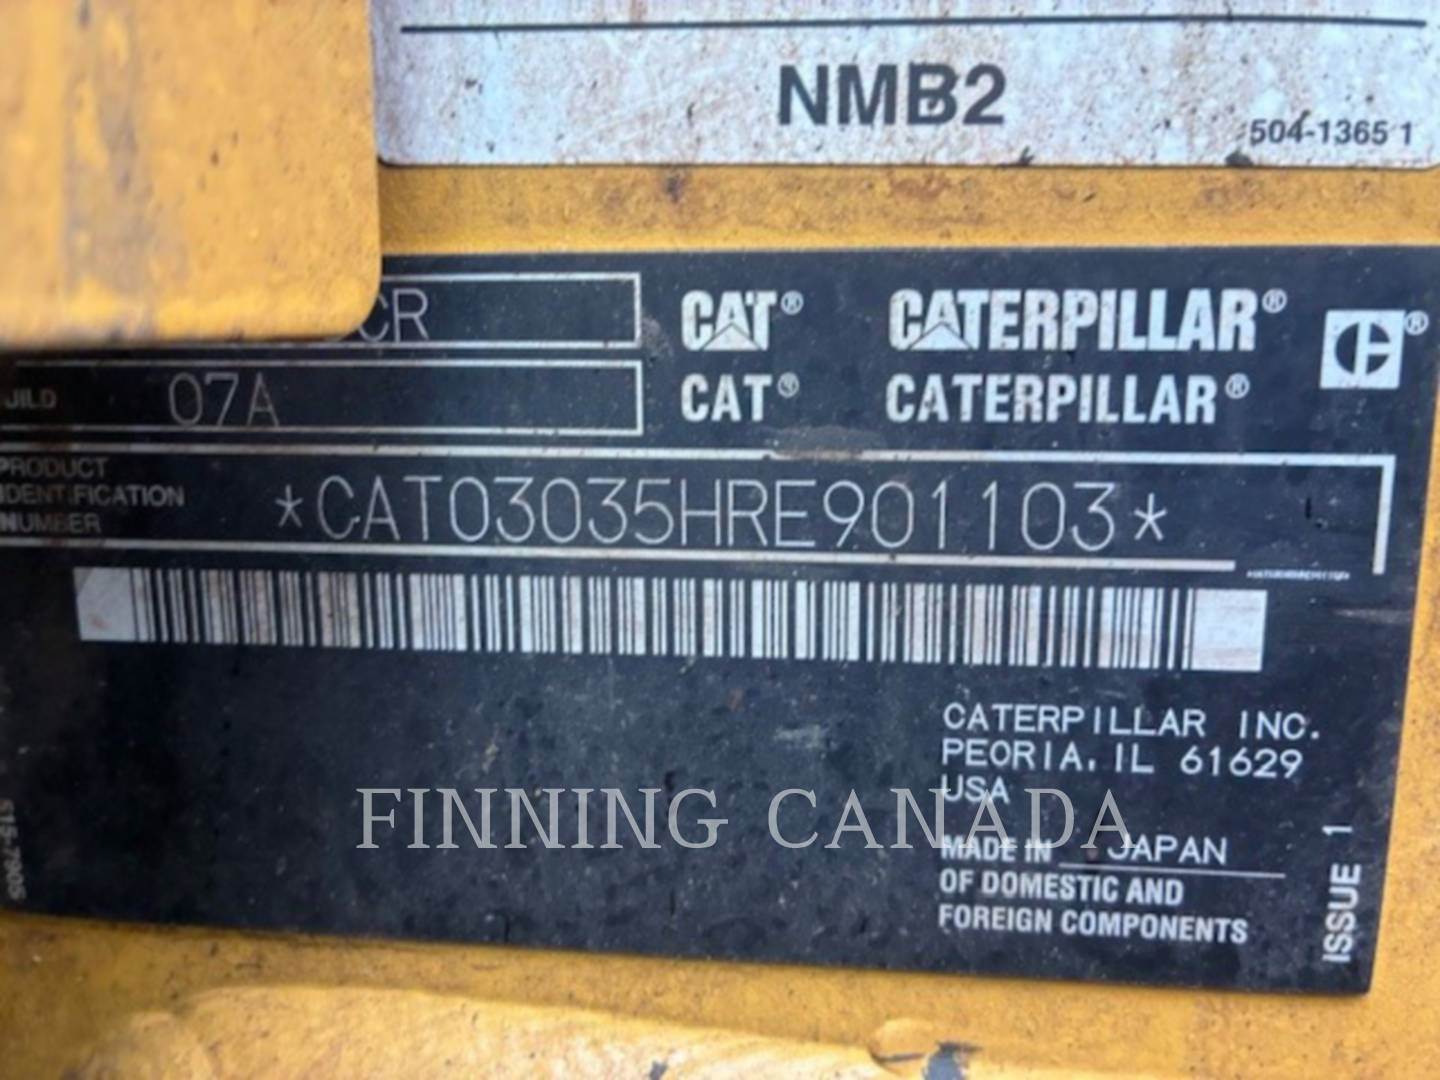 NMB2
504-1365 1
CR
CAT® CATERPILLAR®
CAT® CATERPILLAR®
07A
PRODUCT
IDENTIFICATION
NUMBER
*CAT03035HRE901103*
CATERPILLAR INC.
PEORIA, IL 61629
USA
FINNING CANADA
MADE IN JAPAN
OF DOMESTIC AND
FOREIGN COMPONENTS
ISSUE 1